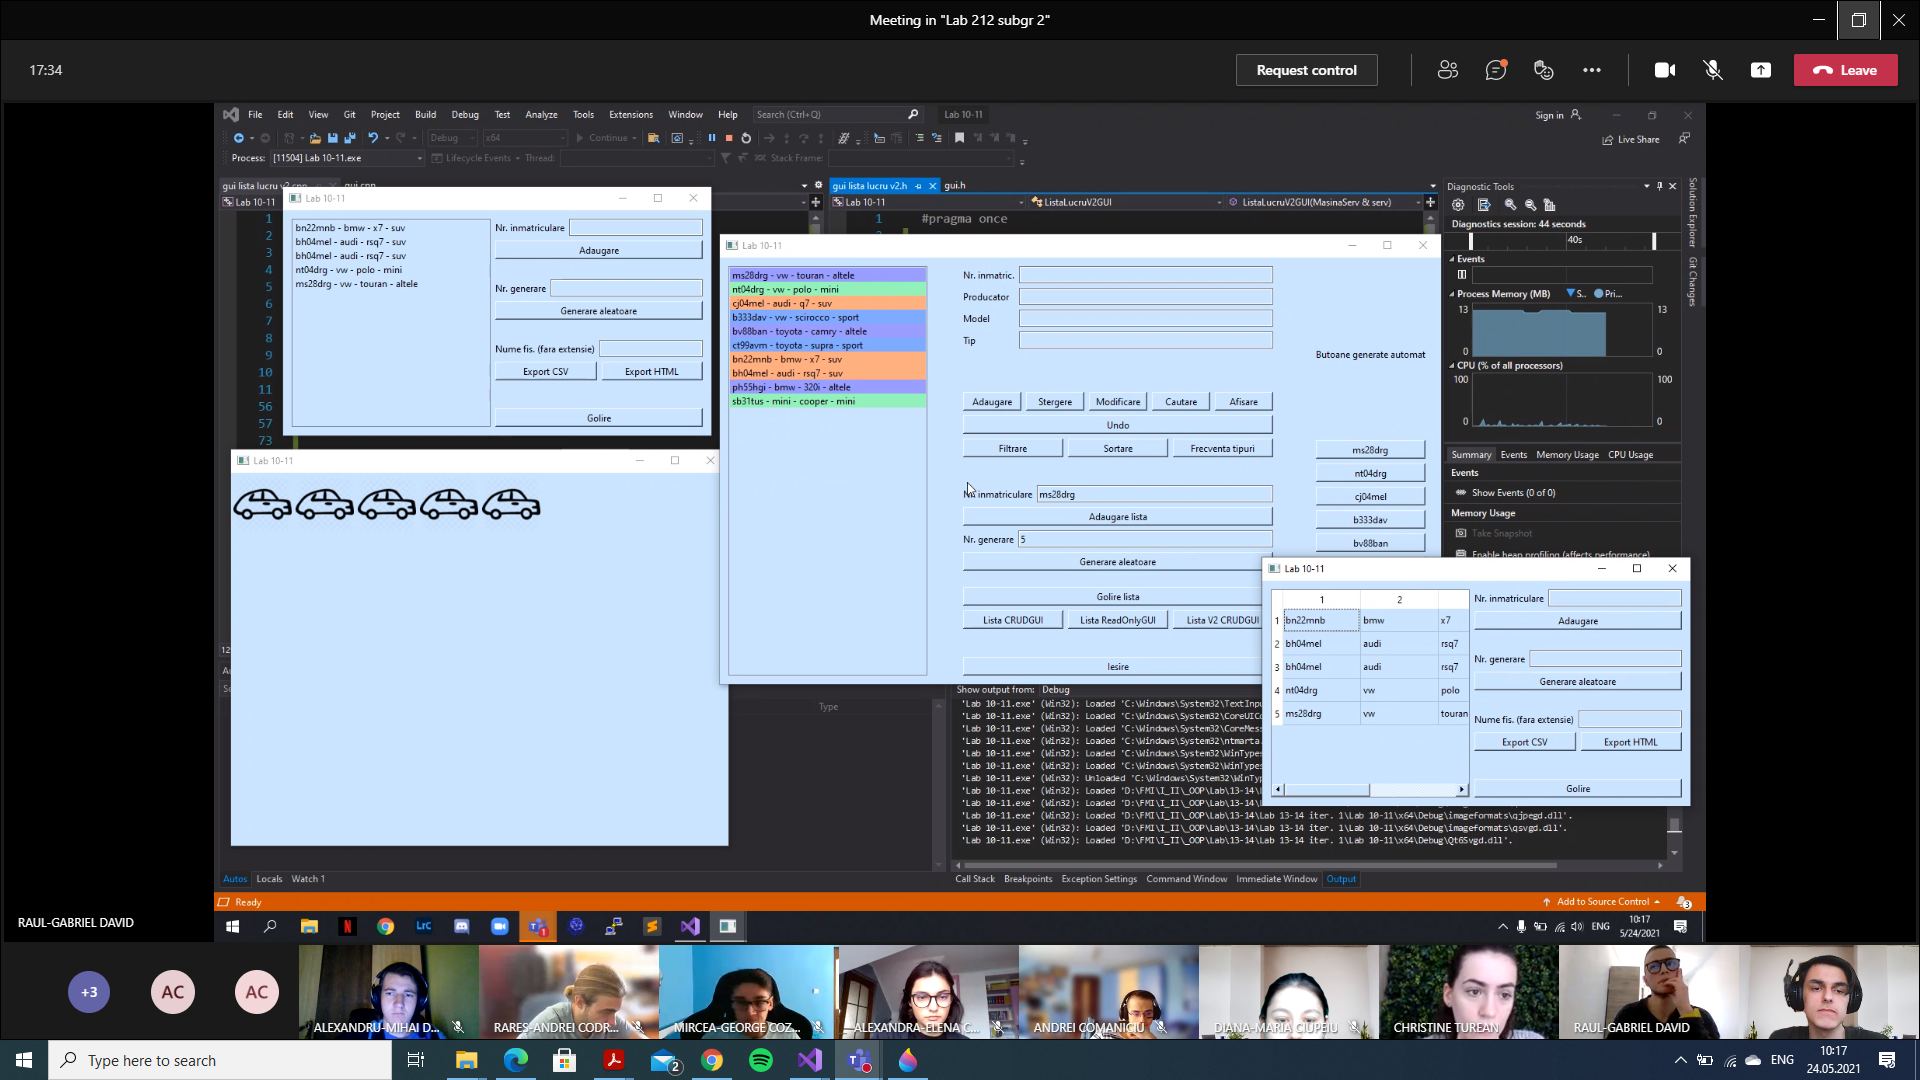 Meeting in "Lab 212 subgr 2"
17:34
Request control
Leave
File Edit View Git Project Build Debug Test Analyze Tools Extensions Window Help Search (Ctrl+Q) Lab 10-11 Sign in
Debug x64 Continue Live Share
Process: [11504] Lab 10-11.exe Lifecycle Events Thread: Stack Frame:
gui lista lucru v2.cpp gui.cpp
Lab 10-11
1
2
3
4
5
6
7
8
9
10
11
56
57
73
gui lista lucru v2.h gui.h
Lab 10-11 ListaLucruV2GUI ListaLucruV2GUI(MasinaServ & serv)
1 #pragma once
Lab 10-11
bn22mnb - bmw - x7 - suv
bh04mel - audi - rsq7 - suv
bh04mel - audi - rsq7 - suv
nt04drg - vw - polo - mini
ms28drg - vw - touran - altele
Nr. inmatriculare
Adaugare
Nr. generare
Generare aleatoare
Nume fis. (fara extensie)
Export CSV Export HTML
Golire
Lab 10-11
Lab 10-11
ms28drg - vw - touran - altele
nt04drg - vw - polo - mini
cj04mel - audi - q7 - suv
b333dav - vw - scirocco - sport
bv88ban - toyota - camry - altele
ct99avm - toyota - supra - sport
bn22mnb - bmw - x7 - suv
bh04mel - audi - rsq7 - suv
ph55hgi - bmw - 320i - altele
sb31tus - mini - cooper - mini
Nr. inmatric.
Producator
Model
Tip
Adaugare Stergere Modificare Cautare Afisare
Undo
Filtrare Sortare Frecventa tipuri
inmatriculare ms28drg
Adaugare lista
Nr. generare 5
Generare aleatoare
Golire lista
Lista CRUDGUI Lista ReadOnlyGUI Lista V2 CRUDGUI
Iesire
Butoane generate automat
ms28drg
nt04drg
cj04mel
b333dav
bv88ban
Diagnostic Tools
Diagnostics session: 44 seconds
40s
Events
Process Memory (MB) S.. Pri...
13 13
0 0
CPU (% of all processors)
100 100
0 0
Summary Events Memory Usage CPU Usage
Events
Show Events (0 of 0)
Memory Usage
Take Snapshot
Enable heap profiling (affects performance)
Solution Explorer
Git Changes
Lab 10-11
1 2
1 bn22mnb bmw x7
2 bh04mel audi rsq7
3 bh04mel audi rsq7
4 nt04drg vw polo
5 ms28drg vw touran
Nr. inmatriculare
Adaugare
Nr. generare
Generare aleatoare
Nume fis. (fara extensie)
Export CSV Export HTML
Golire
Type
Show output from: Debug
'Lab 10-11.exe' (Win32): Loaded 'C:\Windows\System32\TextInpu
'Lab 10-11.exe' (Win32): Loaded 'C:\Windows\System32\CoreUIC
'Lab 10-11.exe' (Win32): Loaded 'C:\Windows\System32\CoreMes
'Lab 10-11.exe' (Win32): Loaded 'C:\Windows\System32\ntmarta.
'Lab 10-11.exe' (Win32): Loaded 'C:\Windows\System32\WinTypes
'Lab 10-11.exe' (Win32): Loaded 'C:\Windows\System32\WinTypes
'Lab 10-11.exe' (Win32): Unloaded 'C:\Windows\System32\WinTyp
'Lab 10-11.exe' (Win32): Loaded 'D:\FMI\I_II\_OOP\Lab\13-14\L
'Lab 10-11.exe' (Win32): Loaded 'D:\FMI\I_II\_OOP\Lab\13-14\L
'Lab 10-11.exe' (Win32): Loaded 'D:\FMI\I_II\_OOP\Lab\13-14\Lab 13-14 iter. 1\Lab 10-11\x64\Debug\imageformats\qjpegd.dll'.
'Lab 10-11.exe' (Win32): Loaded 'D:\FMI\I_II\_OOP\Lab\13-14\Lab 13-14 iter. 1\Lab 10-11\x64\Debug\imageformats\qsvgd.dll'.
'Lab 10-11.exe' (Win32): Loaded 'D:\FMI\I_II\_OOP\Lab\13-14\Lab 13-14 iter. 1\Lab 10-11\x64\Debug\Qt6Svgd.dll'.
Autos Locals Watch 1
Call Stack Breakpoints Exception Settings Command Window Immediate Window Output
Ready
Add to Source Control 3
RAUL-GABRIEL DAVID
LrC
ENG
10:17
5/24/2021
+3 AC AC
ALEXANDRU-MIHAI D... RARES-ANDREI CODR... MIRCEA-GEORGE COZ... ALEXANDRA-ELENA C... ANDREI COMANICIU DIANA-MARIA CIUPEIU CHRISTINE TUREAN RAUL-GABRIEL DAVID
Type here to search
2
ENG
10:17
24.05.2021